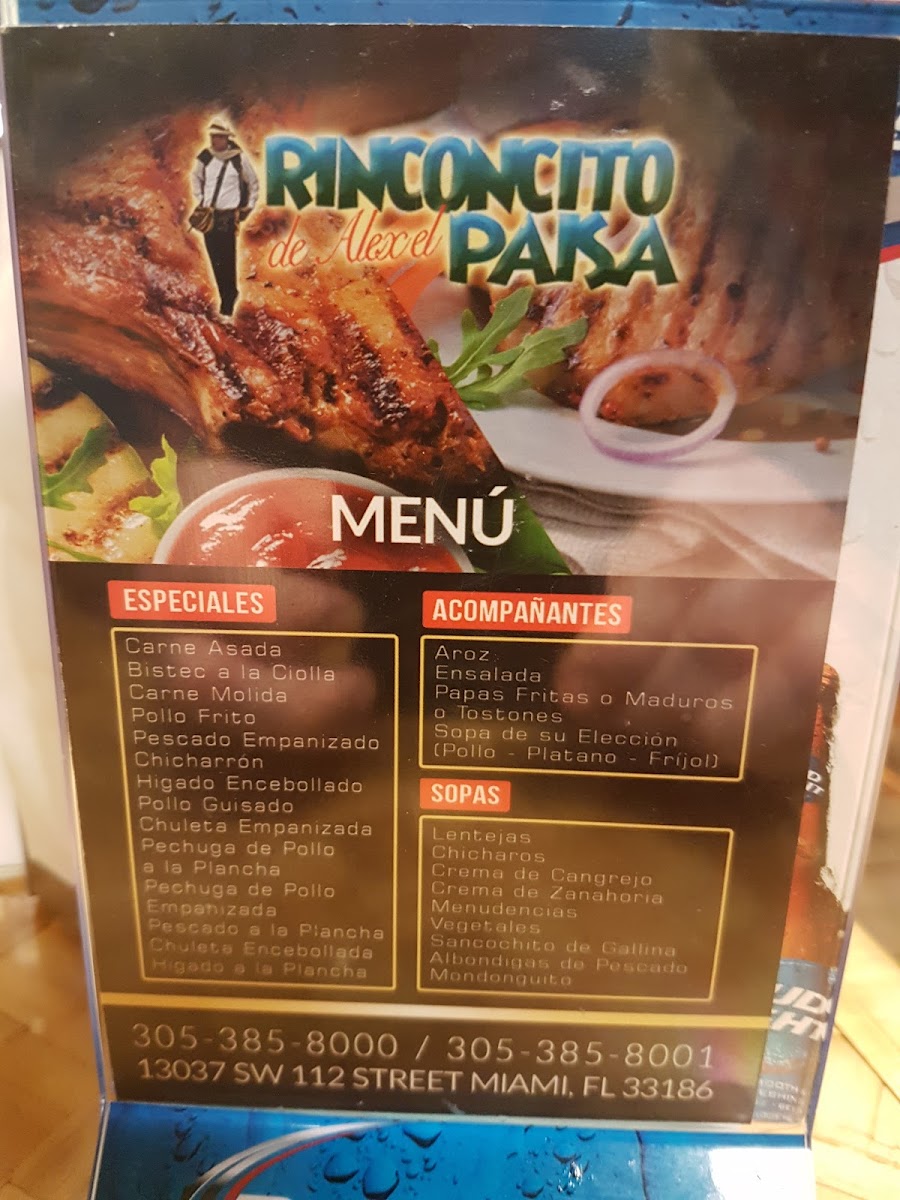 RINCONCITO
de Alex el PAISA
MENÚ
ESPECIALES
Carne Asada
Bistec a la Ciolla
Carne Molida
Pollo Frito
Pescado Empanizado
Chicharrón
Higado Encebollado
Pollo Guisado
Chuleta Empanizada
Pechuga de Pollo
a la Plancha
Pechuga de Pollo
Empanizada
Pescado a la Plancha
Chuleta Encebollada
Higado a la Plancha
ACOMPAÑANTES
Aroz
Ensalada
Papas Fritas o Maduros
o Tostones
Sopa de su Elección
(Pollo - Platano - Fríjol)
SOPAS
Lentejas
Chicharos
Crema de Cangrejo
Crema de Zanahoria
Menudencias
Vegetales
Sancochito de Gallina
Albondigas de Pescado
Mondonguito
305-385-8000 / 305-385-8001
13037 SW 112 STREET MIAMI, FL 33186